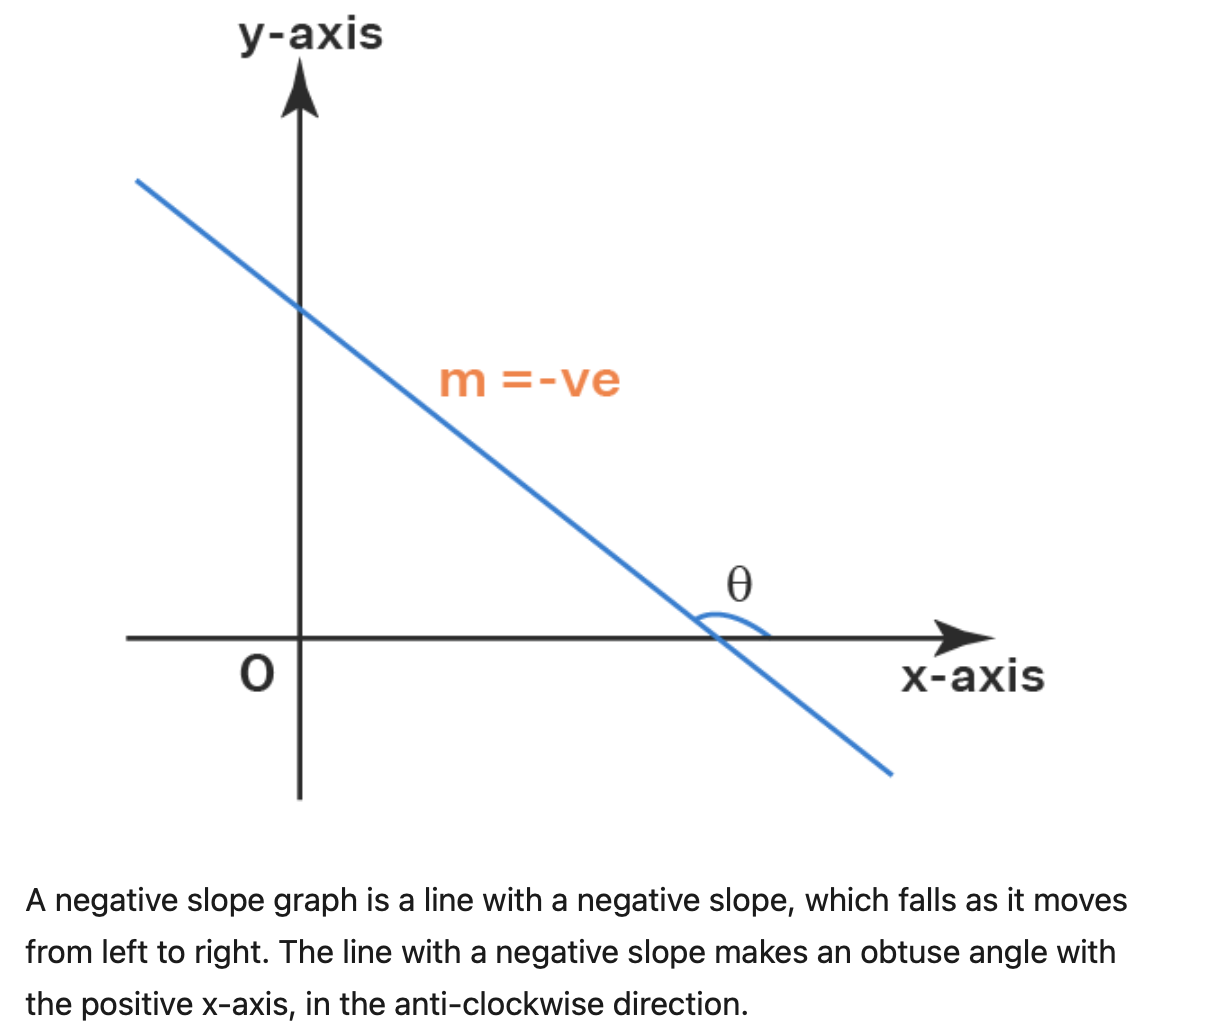 y-axis
m =-ve
θ
O
x-axis
A negative slope graph is a line with a negative slope, which falls as it moves
from left to right. The line with a negative slope makes an obtuse angle with
the positive x-axis, in the anti-clockwise direction.